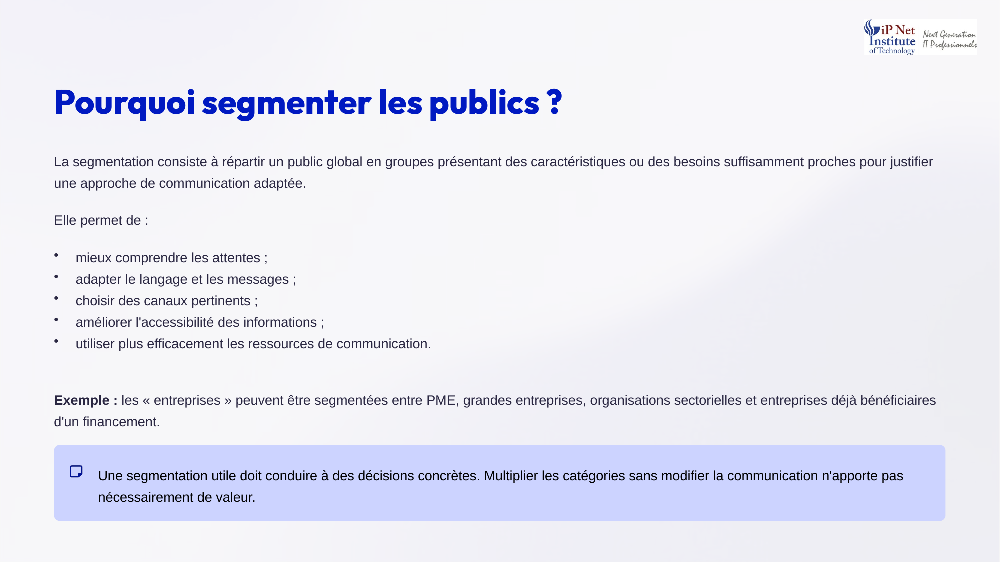 iP Net
Institute
of Technology
Next Generation
IT Professionnels
Pourquoi segmenter les publics ?
La segmentation consiste à répartir un public global en groupes présentant des caractéristiques ou des besoins suffisamment proches pour justifier
une approche de communication adaptée.
Elle permet de :
• mieux comprendre les attentes ;
• adapter le langage et les messages ;
• choisir des canaux pertinents ;
• améliorer l'accessibilité des informations ;
• utiliser plus efficacement les ressources de communication.
Exemple : les « entreprises » peuvent être segmentées entre PME, grandes entreprises, organisations sectorielles et entreprises déjà bénéficiaires
d'un financement.
Une segmentation utile doit conduire à des décisions concrètes. Multiplier les catégories sans modifier la communication n'apporte pas
nécessairement de valeur.